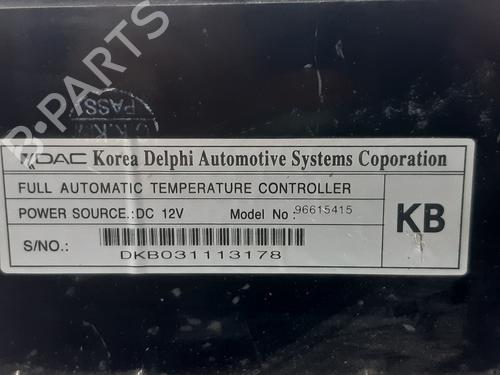 B-PARTS
PASS
KDAC Korea Delphi Automotive Systems Coporation
FULL AUTOMATIC TEMPERATURE CONTROLLER
POWER SOURCE.:DC 12V Model No.:96615415
KB
S/NO.:
DKB031113178